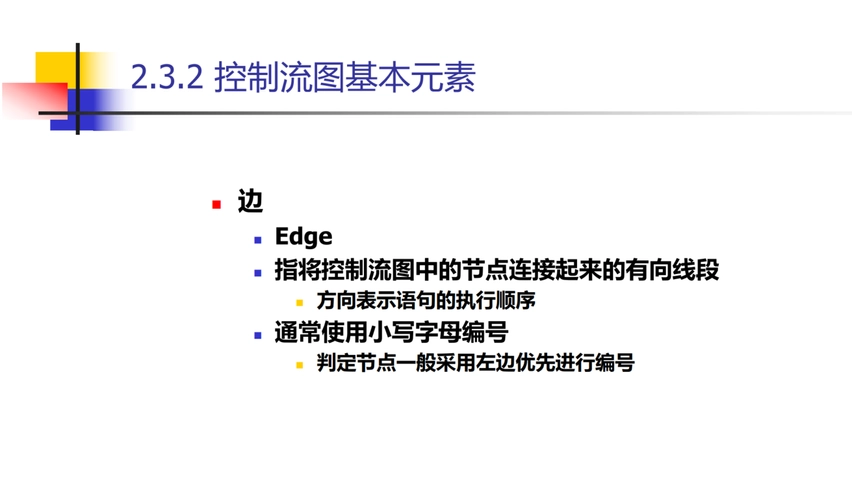 2.3.2 控制流图基本元素
边
Edge
指将控制流图中的节点连接起来的有向线段
方向表示语句的执行顺序
通常使用小写字母编号
判定节点一般采用左边优先进行编号